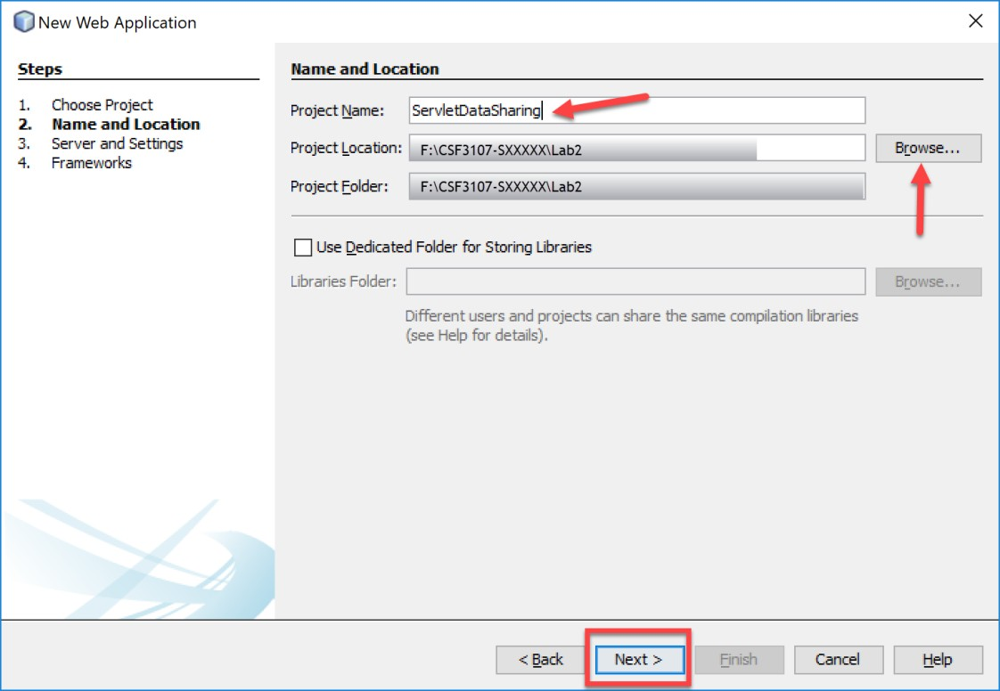 New Web Application
Steps
1. Choose Project
2. Name and Location
3. Server and Settings
4. Frameworks
Name and Location
Project Name: ServletDataSharing
Project Location: F:\CSF3107-SXXXXX\Lab2 Browse...
Project Folder: F:\CSF3107-SXXXXX\Lab2
Use Dedicated Folder for Storing Libraries
Libraries Folder: Browse...
Different users and projects can share the same compilation libraries
(see Help for details).
< Back Next > Finish Cancel Help